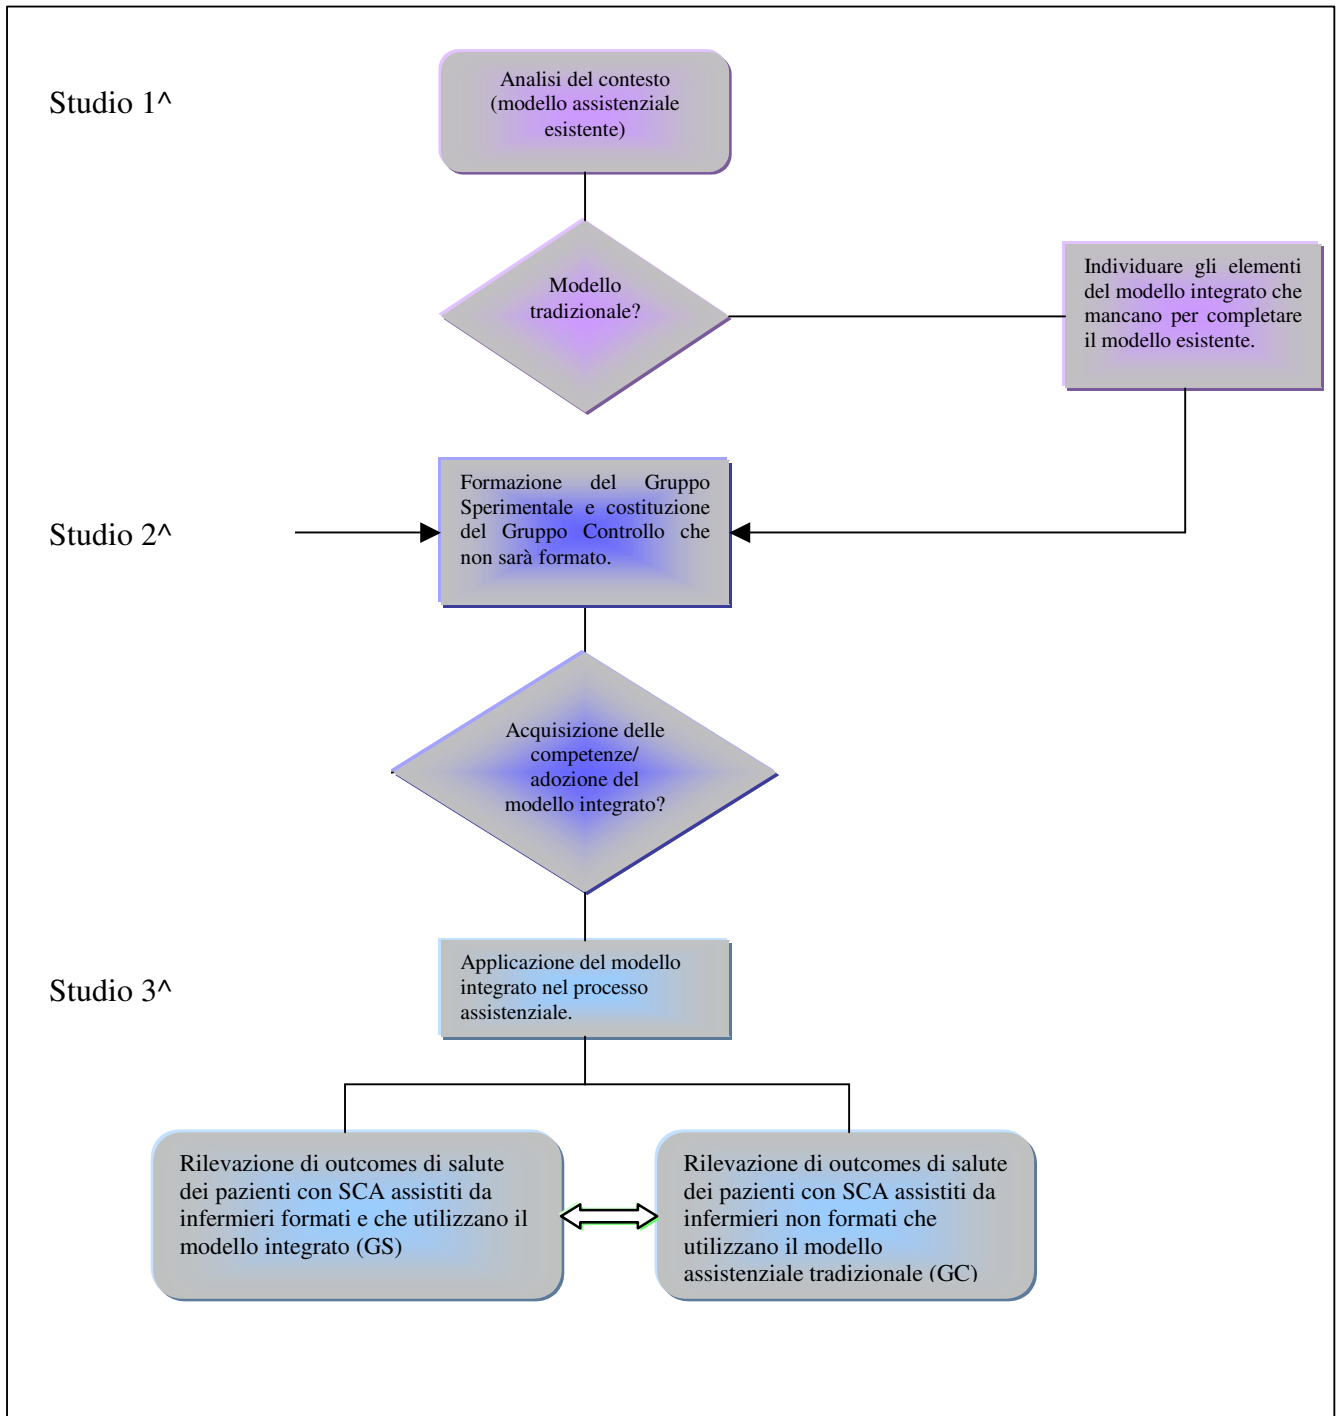 Studio 1^
Analisi del contesto
(modello assistenziale
esistente)
Modello
tradizionale?
Individuare gli elementi
del modello integrato che
mancano per completare
il modello esistente.
Studio 2^
Formazione del Gruppo
Sperimentale e costituzione
del Gruppo Controllo che
non sarà formato.
Acquisizione delle
competenze/
adozione del
modello integrato?
Studio 3^
Applicazione del modello
integrato nel processo
assistenziale.
Rilevazione di outcomes di salute
dei pazienti con SCA assistiti da
infermieri formati e che utilizzano il
modello integrato (GS)
Rilevazione di outcomes di salute
dei pazienti con SCA assistiti da
infermieri non formati che
utilizzano il modello
assistenziale tradizionale (GC)